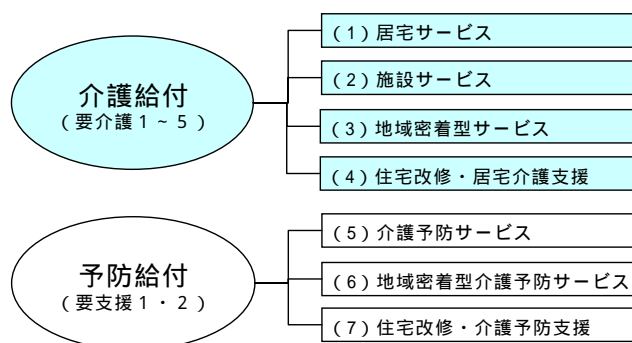 介護給付
(要介護1~5)
(1)居宅サービス
(2)施設サービス
(3)地域密着型サービス
(4)住宅改修・居宅介護支援
予防給付
(要支援1・2)
(5)介護予防サービス
(6)地域密着型介護予防サービス
(7)住宅改修・介護予防支援